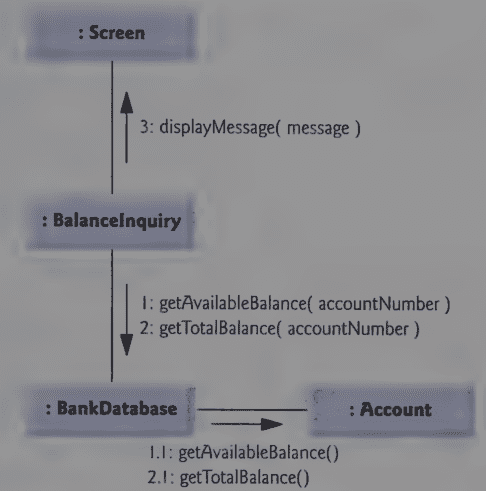 : Screen
3: displayMessage( message )
: BalanceInquiry
1: getAvailableBalance( accountNumber )
2: getTotalBalance( accountNumber )
: BankDatabase
: Account
1.1: getAvailableBalance()
2.1: getTotalBalance()